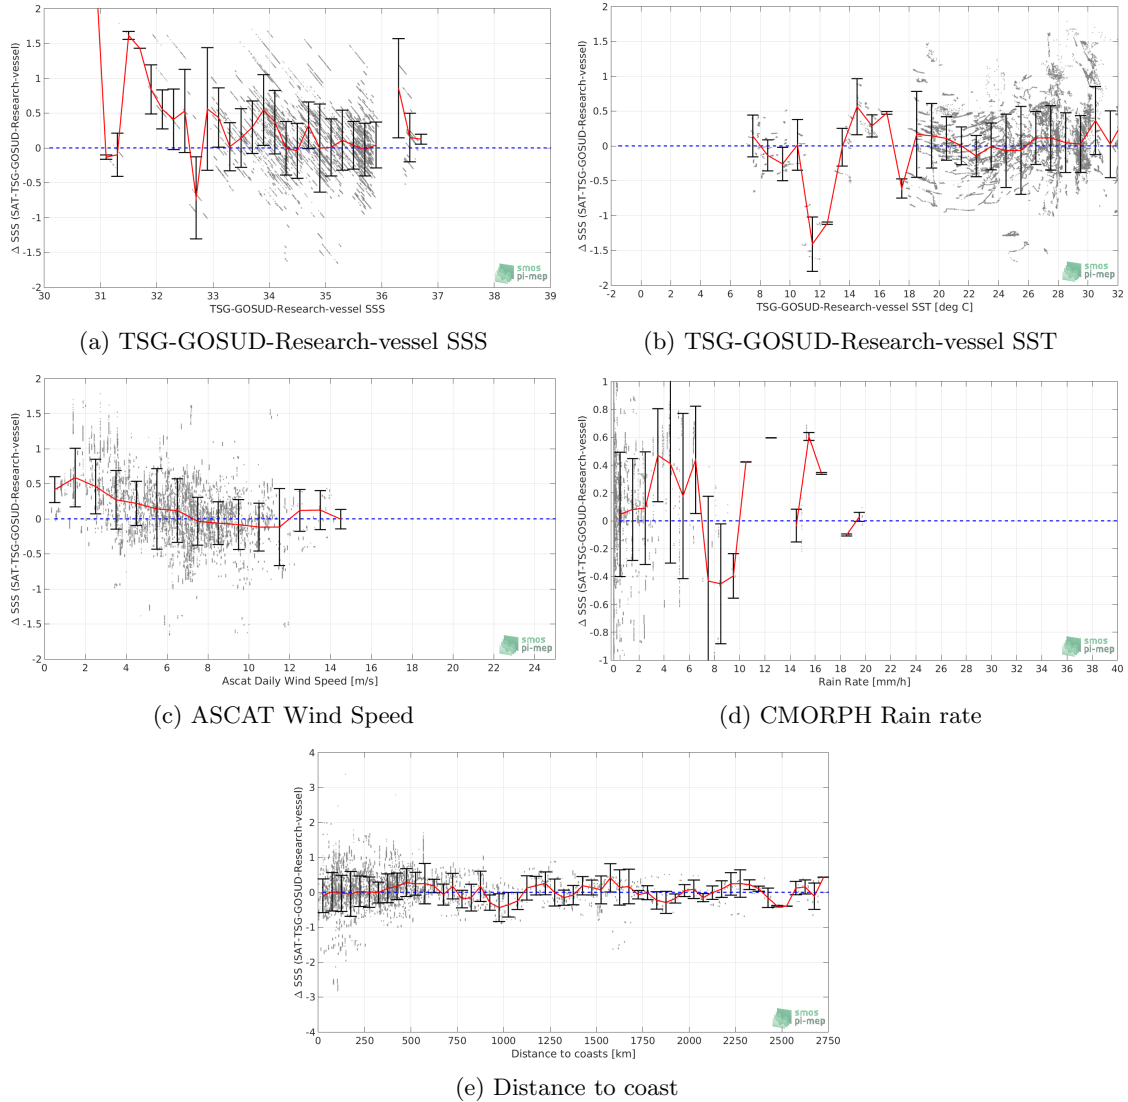 2
1.5
1
0.5
0
-0.5
-1
-1.5
-2
Δ SSS (SAT-TSG-GOSUD-Research-vessel)
30 31 32 33 34 35 36 37 38 39
TSG-GOSUD-Research-vessel SSS
smos
pi-mep
(a) TSG-GOSUD-Research-vessel SSS
2
1.5
1
0.5
0
-0.5
-1
-1.5
-2
Δ SSS (SAT-TSG-GOSUD-Research-vessel)
-2 0 2 4 6 8 10 12 14 16 18 20 22 24 26 28 30 32
TSG-GOSUD-Research-vessel SST [deg C]
smos
pi-mep
(b) TSG-GOSUD-Research-vessel SST
2
1.5
1
0.5
0
-0.5
-1
-1.5
-2
Δ SSS (SAT-TSG-GOSUD-Research-vessel)
0 2 4 6 8 10 12 14 16 18 20 22 24
Ascat Daily Wind Speed [m/s]
smos
pi-mep
(c) ASCAT Wind Speed
1
0.8
0.6
0.4
0.2
0
-0.2
-0.4
-0.6
-0.8
-1
Δ SSS (SAT-TSG-GOSUD-Research-vessel)
0 2 4 6 8 10 12 14 16 18 20 22 24 26 28 30 32 34 36 38 40
Rain Rate [mm/h]
smos
pi-mep
(d) CMORPH Rain rate
4
3
2
1
0
-1
-2
-3
-4
Δ SSS (SAT-TSG-GOSUD-Research-vessel)
0 250 500 750 1000 1250 1500 1750 2000 2250 2500 2750
Distance to coasts [km]
smos
pi-mep
(e) Distance to coast